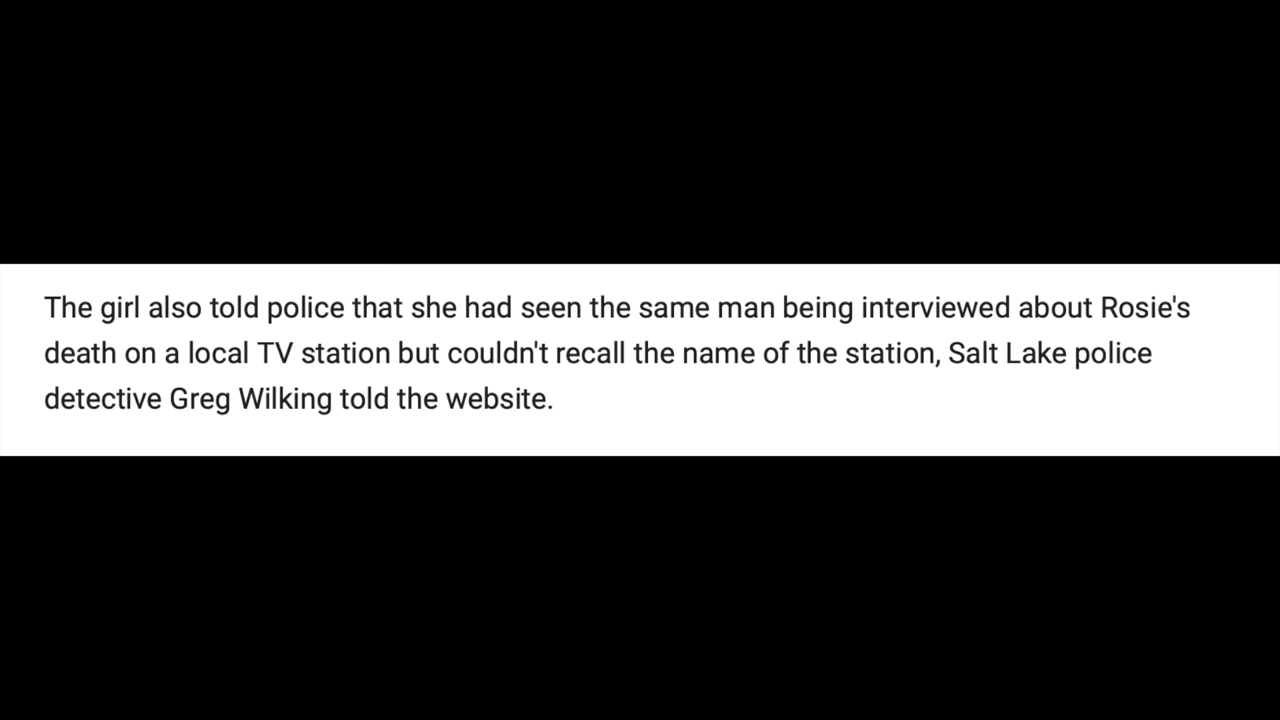 The girl also told police that she had seen the same man being interviewed about Rosie's
death on a local TV station but couldn't recall the name of the station, Salt Lake police
detective Greg Wilking told the website.